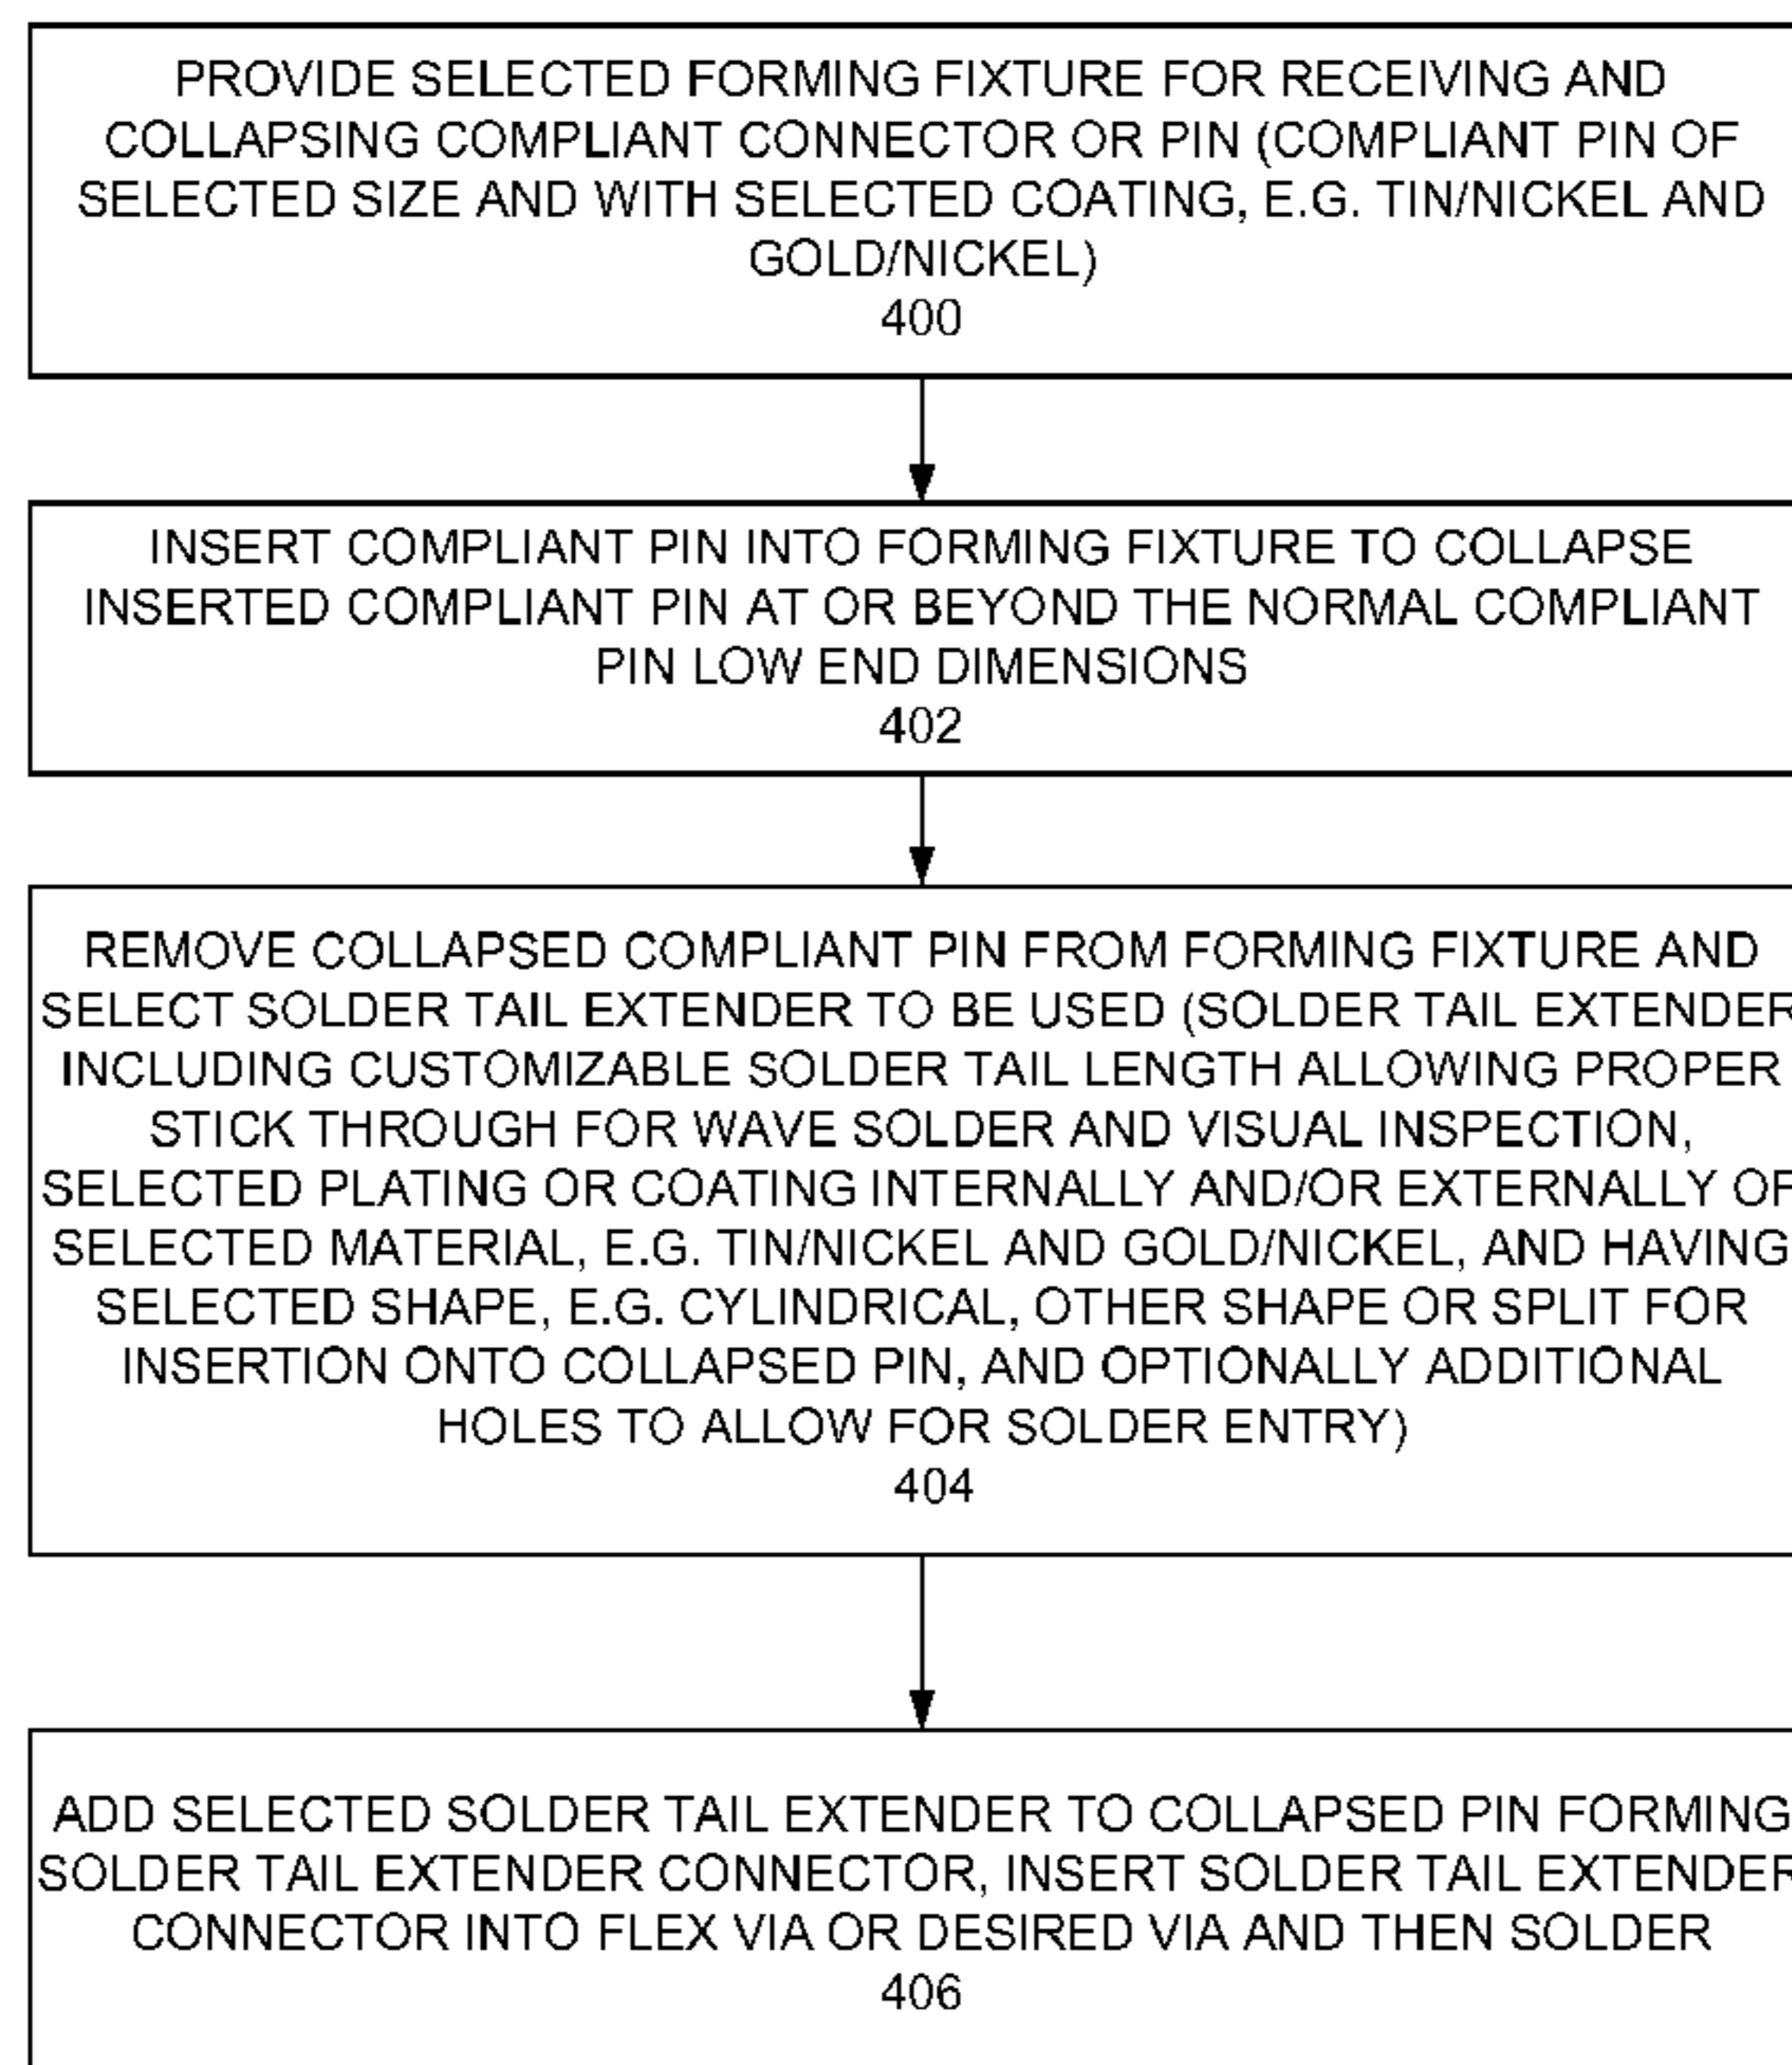 PROVIDE SELECTED FORMING FIXTURE FOR RECEIVING AND
COLLAPSING COMPLIANT CONNECTOR OR PIN (COMPLIANT PIN OF
SELECTED SIZE AND WITH SELECTED COATING, E.G. TIN/NICKEL AND
GOLD/NICKEL)
400
INSERT COMPLIANT PIN INTO FORMING FIXTURE TO COLLAPSE
INSERTED COMPLIANT PIN AT OR BEYOND THE NORMAL COMPLIANT
PIN LOW END DIMENSIONS
402
REMOVE COLLAPSED COMPLIANT PIN FROM FORMING FIXTURE AND
SELECT SOLDER TAIL EXTENDER TO BE USED (SOLDER TAIL EXTENDER
INCLUDING CUSTOMIZABLE SOLDER TAIL LENGTH ALLOWING PROPER
STICK THROUGH FOR WAVE SOLDER AND VISUAL INSPECTION,
SELECTED PLATING OR COATING INTERNALLY AND/OR EXTERNALLY OF
SELECTED MATERIAL, E.G. TIN/NICKEL AND GOLD/NICKEL, AND HAVING
SELECTED SHAPE, E.G. CYLINDRICAL, OTHER SHAPE OR SPLIT FOR
INSERTION ONTO COLLAPSED PIN, AND OPTIONALLY ADDITIONAL
HOLES TO ALLOW FOR SOLDER ENTRY)
404
ADD SELECTED SOLDER TAIL EXTENDER TO COLLAPSED PIN FORMING
SOLDER TAIL EXTENDER CONNECTOR, INSERT SOLDER TAIL EXTENDER
CONNECTOR INTO FLEX VIA OR DESIRED VIA AND THEN SOLDER
406